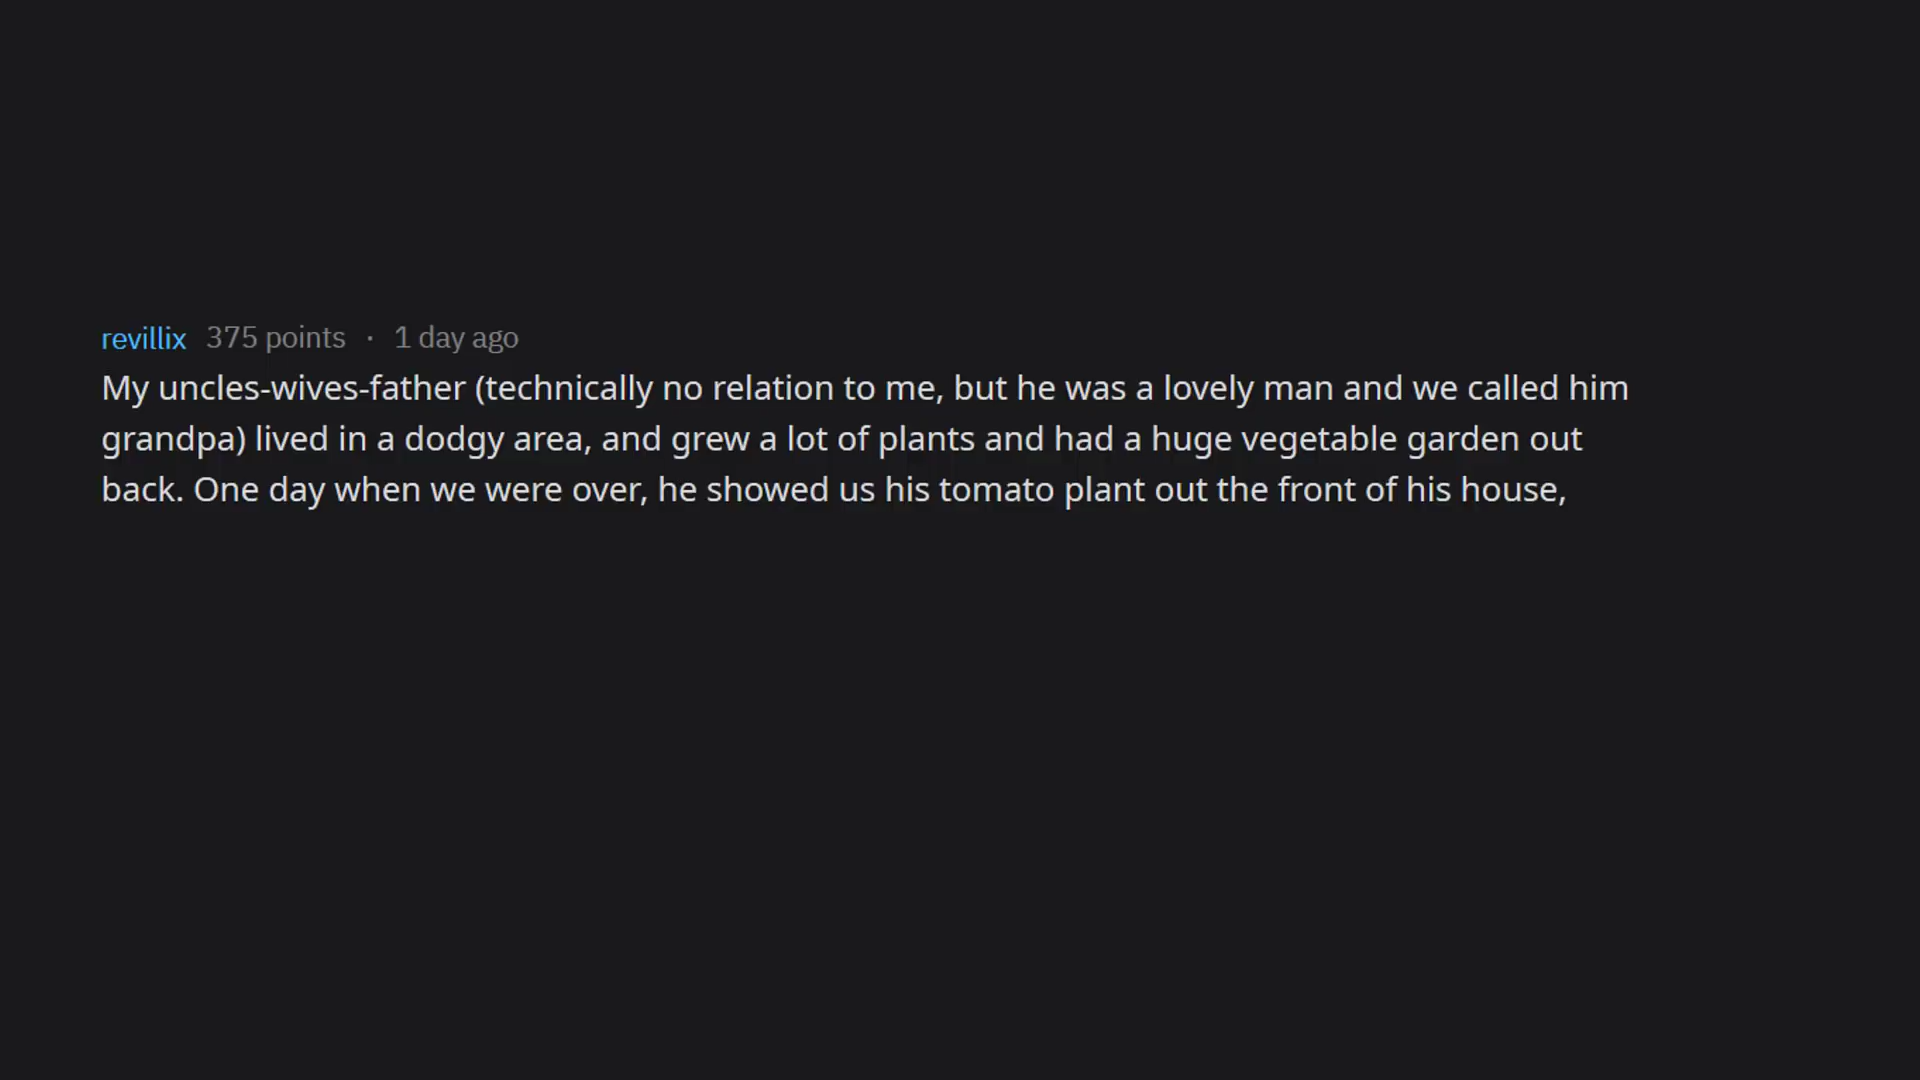 revillix 375 points · 1 day ago
My uncles-wives-father (technically no relation to me, but he was a lovely man and we called him
grandpa) lived in a dodgy area, and grew a lot of plants and had a huge vegetable garden out
back. One day when we were over, he showed us his tomato plant out the front of his house,